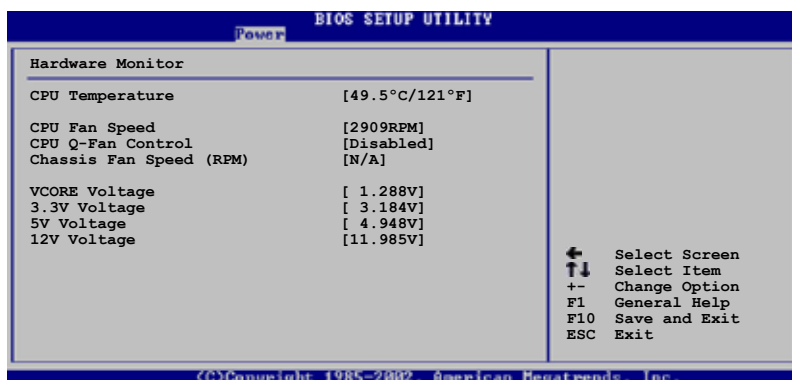 BIOS SETUP UTILITY
Power
Hardware Monitor
CPU Temperature [49.5°C/121°F]
CPU Fan Speed [2909RPM]
CPU Q-Fan Control [Disabled]
Chassis Fan Speed (RPM) [N/A]
VCORE Voltage [ 1.288V]
3.3V Voltage [ 3.184V]
5V Voltage [ 4.948V]
12V Voltage [11.985V]
← Select Screen
↑↓ Select Item
+- Change Option
F1 General Help
F10 Save and Exit
ESC Exit
(C)Copyright 1985-2002, American Megatrends, Inc.